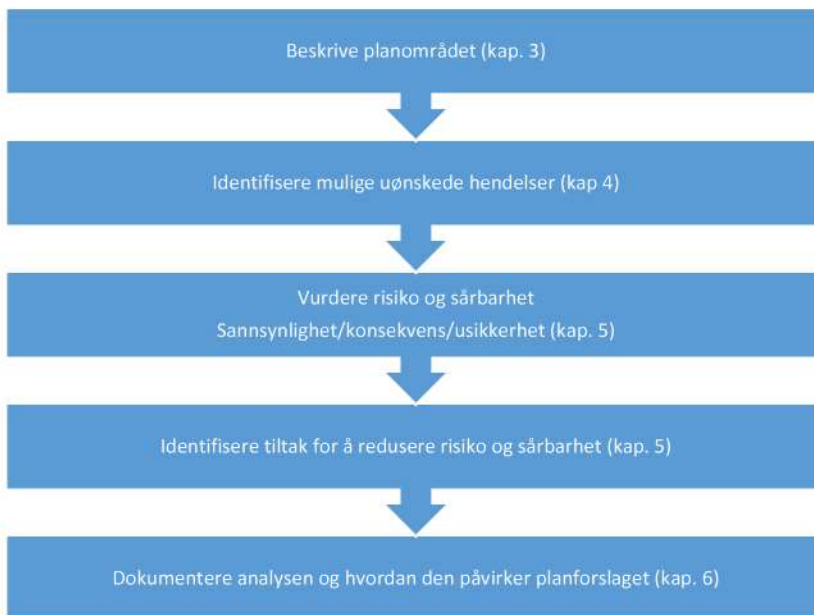 Beskrive planområdet (kap. 3)
Identifisere mulige uønskede hendelser (kap 4)
Vurdere risiko og sårbarhet
Sannsynlighet/konsekvens/usikkerhet (kap. 5)
Identifisere tiltak for å redusere risiko og sårbarhet (kap. 5)
Dokumentere analysen og hvordan den påvirker planforslaget (kap. 6)